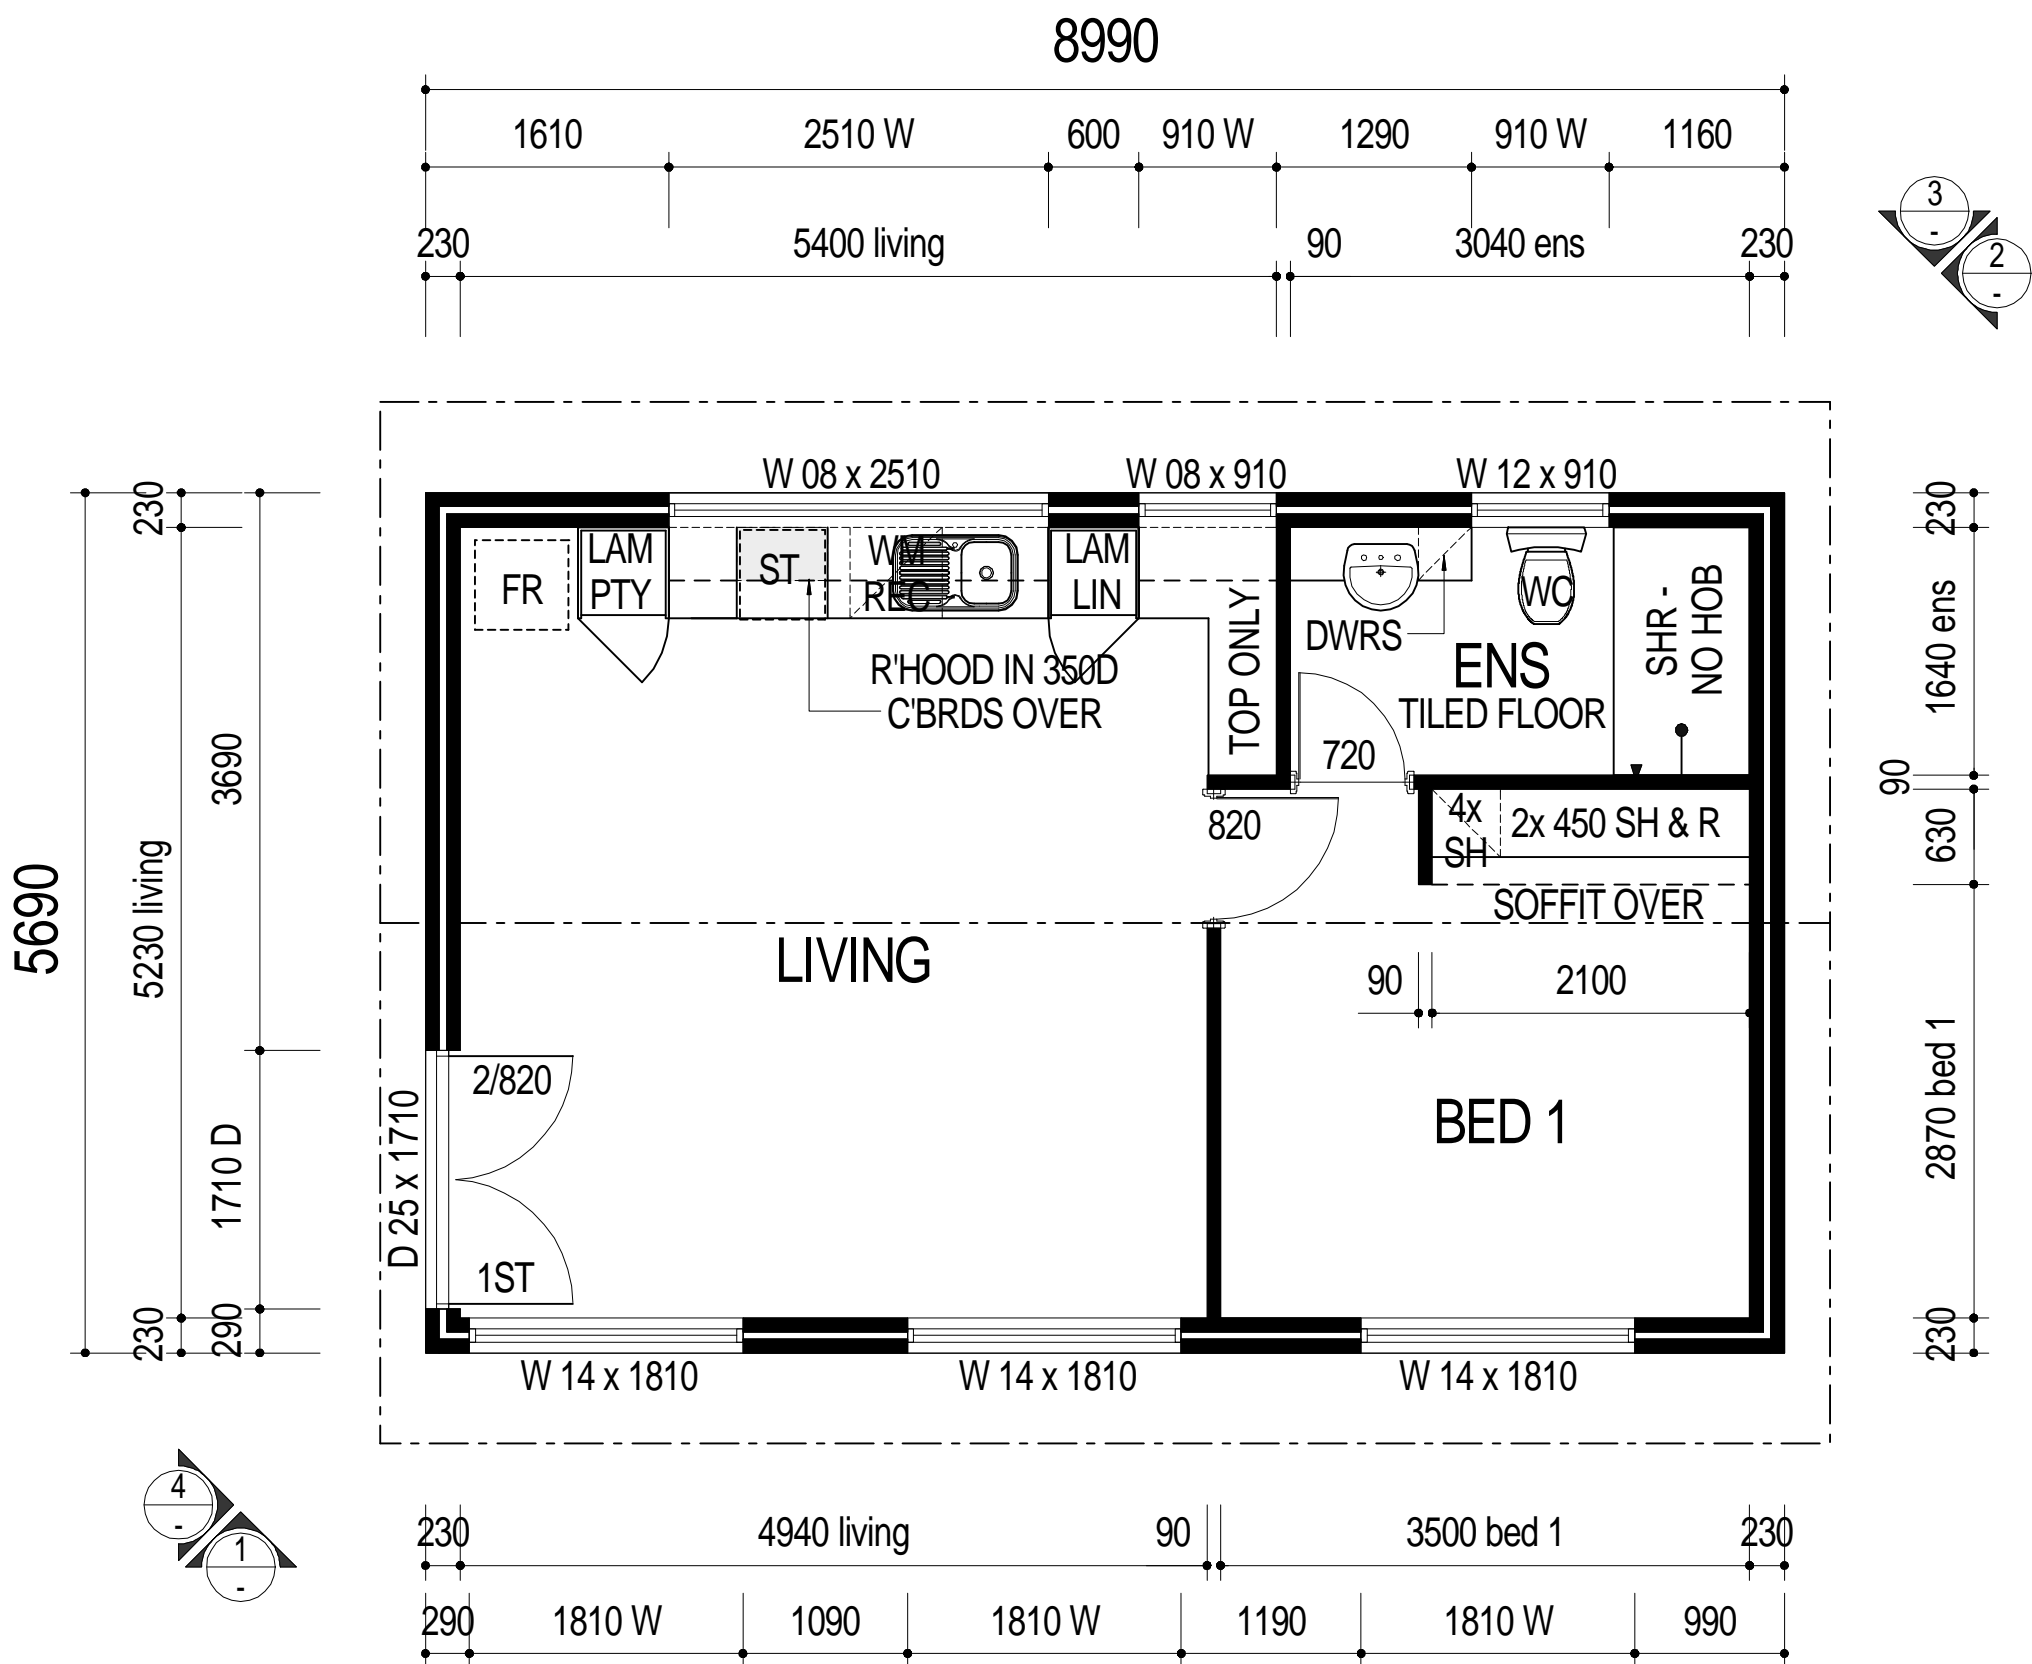 8990
1610
2510 W
600
910 W
1290
910 W
1160
230
5400 living
90
3040 ens
230
3
-
2
-
W 08 x 2510
W 08 x 910
W 12 x 910
230
230
FR
LAM
PTY
ST
WM
REC
LAM
LIN
WC
SHR -
NO HOB
TOP ONLY
DWRS
ENS
TILED FLOOR
R'HOOD IN 350D
C'BRDS OVER
1640 ens
3690
720
820
4x
SH
2x 450 SH & R
90
630
5690
5230 living
SOFFIT OVER
LIVING
90
2100
2/820
BED 1
2870 bed 1
1710 D
D 25 x 1710
1ST
230
290
230
W 14 x 1810
W 14 x 1810
W 14 x 1810
4
-
1
-
230
4940 living
90
3500 bed 1
230
290
1810 W
1090
1810 W
1190
1810 W
990